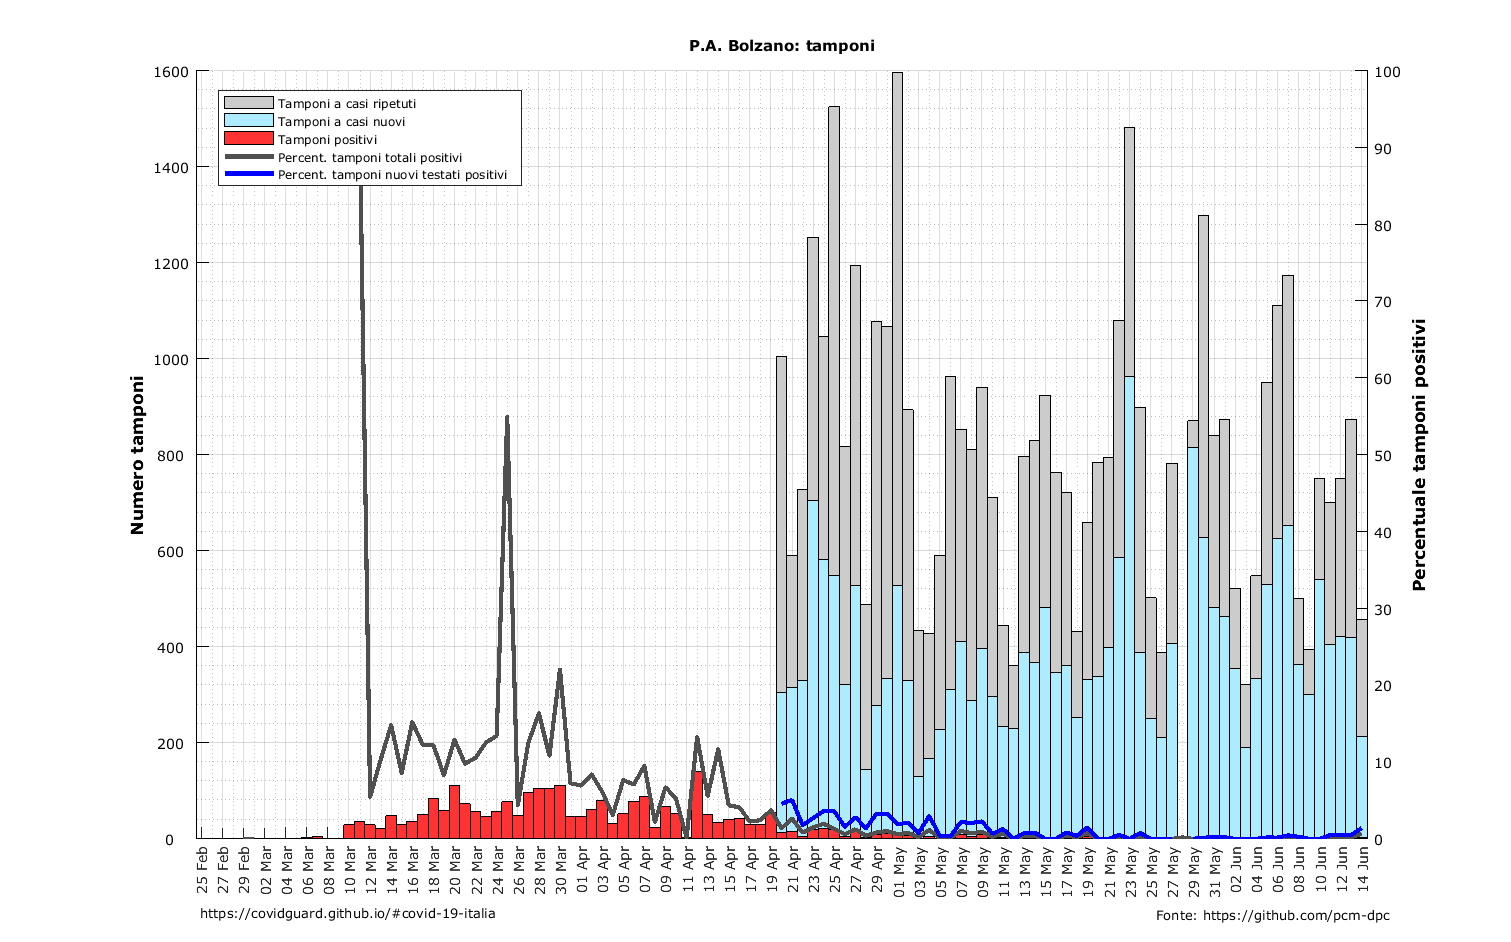 P.A. Bolzano: tamponi
Tamponi a casi ripetuti
Tamponi a casi nuovi
Tamponi positivi
Percent. tamponi totali positivi
Percent. tamponi nuovi testati positivi
Numero tamponi
1600
1400
1200
1000
800
600
400
200
0
Percentuale tamponi positivi
100
90
80
70
60
50
40
30
20
10
0
25 Feb
27 Feb
29 Feb
02 Mar
04 Mar
06 Mar
08 Mar
10 Mar
12 Mar
14 Mar
16 Mar
18 Mar
20 Mar
22 Mar
24 Mar
26 Mar
28 Mar
30 Mar
01 Apr
03 Apr
05 Apr
07 Apr
09 Apr
11 Apr
13 Apr
15 Apr
17 Apr
19 Apr
21 Apr
23 Apr
25 Apr
27 Apr
29 Apr
01 May
03 May
05 May
07 May
09 May
11 May
13 May
15 May
17 May
19 May
21 May
23 May
25 May
27 May
29 May
31 May
02 Jun
04 Jun
06 Jun
08 Jun
10 Jun
12 Jun
14 Jun
https://covidguard.github.io/#covid-19-italia
Fonte: https://github.com/pcm-dpc